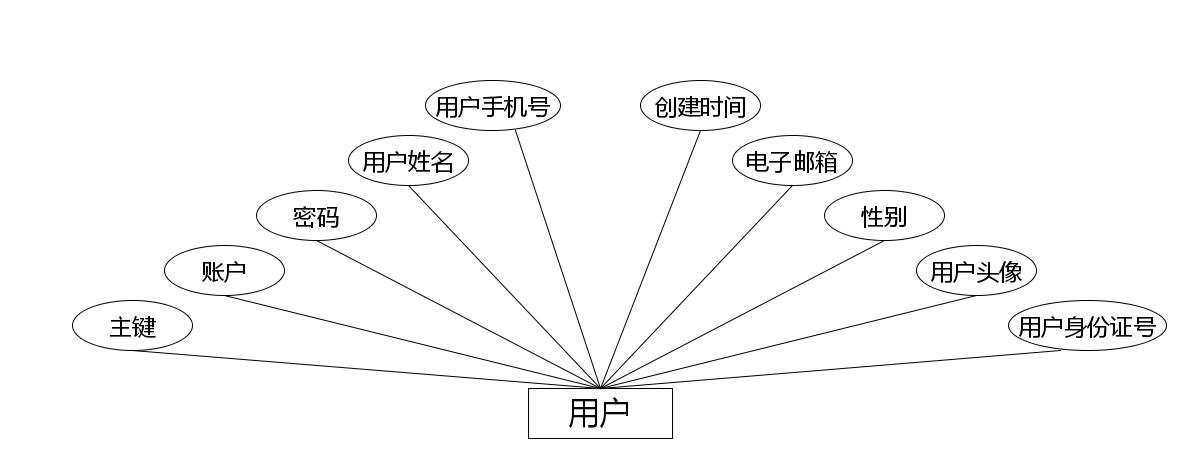 用户手机号
创建时间
用户姓名
电子邮箱
密码
性别
账户
用户头像
主键
用户身份证号
用户